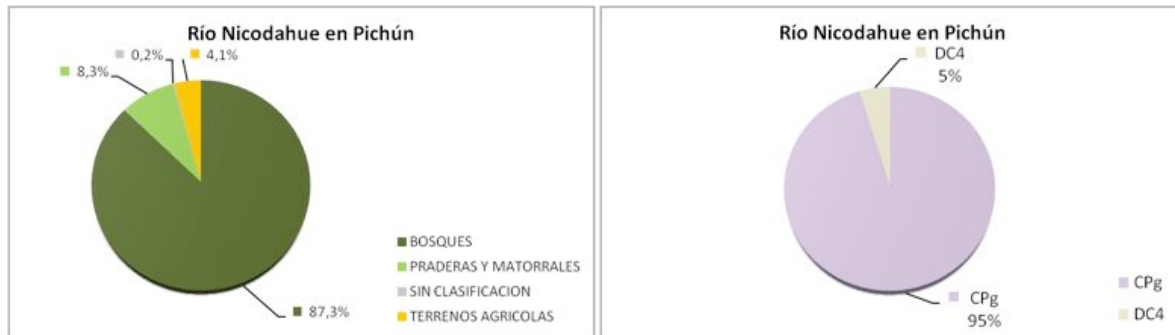 Río Nicodahue en Pichún
0,2%
4,1%
8,3%
BOSQUES
PRADERAS Y MATORRALES
SIN CLASIFICACION
TERRENOS AGRICOLAS
87,3%
Río Nicodahue en Pichún
DC4
5%
CPg
95%
CPg
DC4